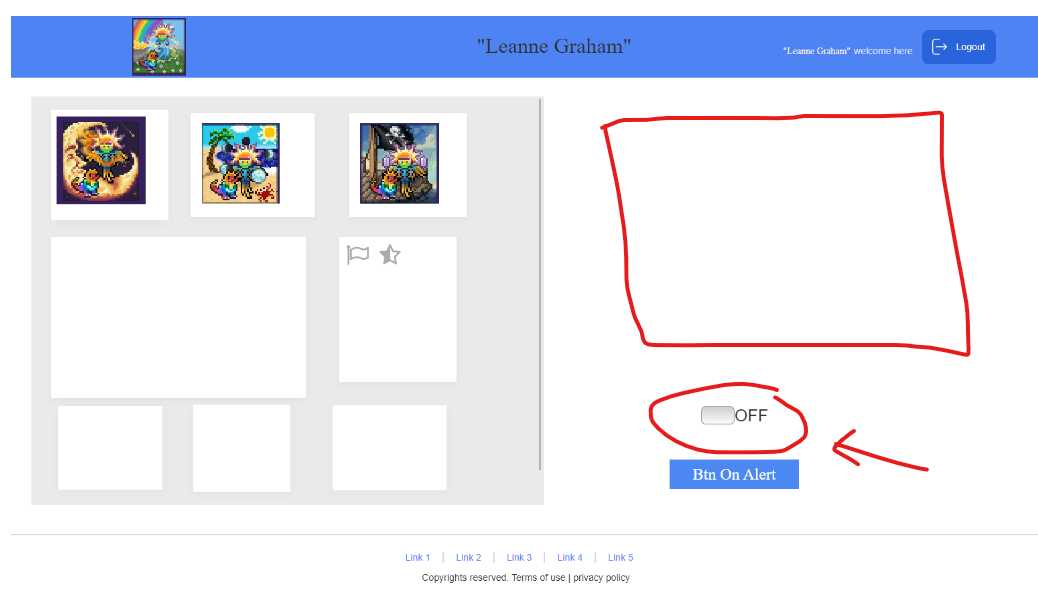 "Leanne Graham"
"Leanne Graham" welcome here
Logout
OFF
Btn On Alert
Link 1 | Link 2 | Link 3 | Link 4 | Link 5
Copyrights reserved. Terms of use | privacy policy